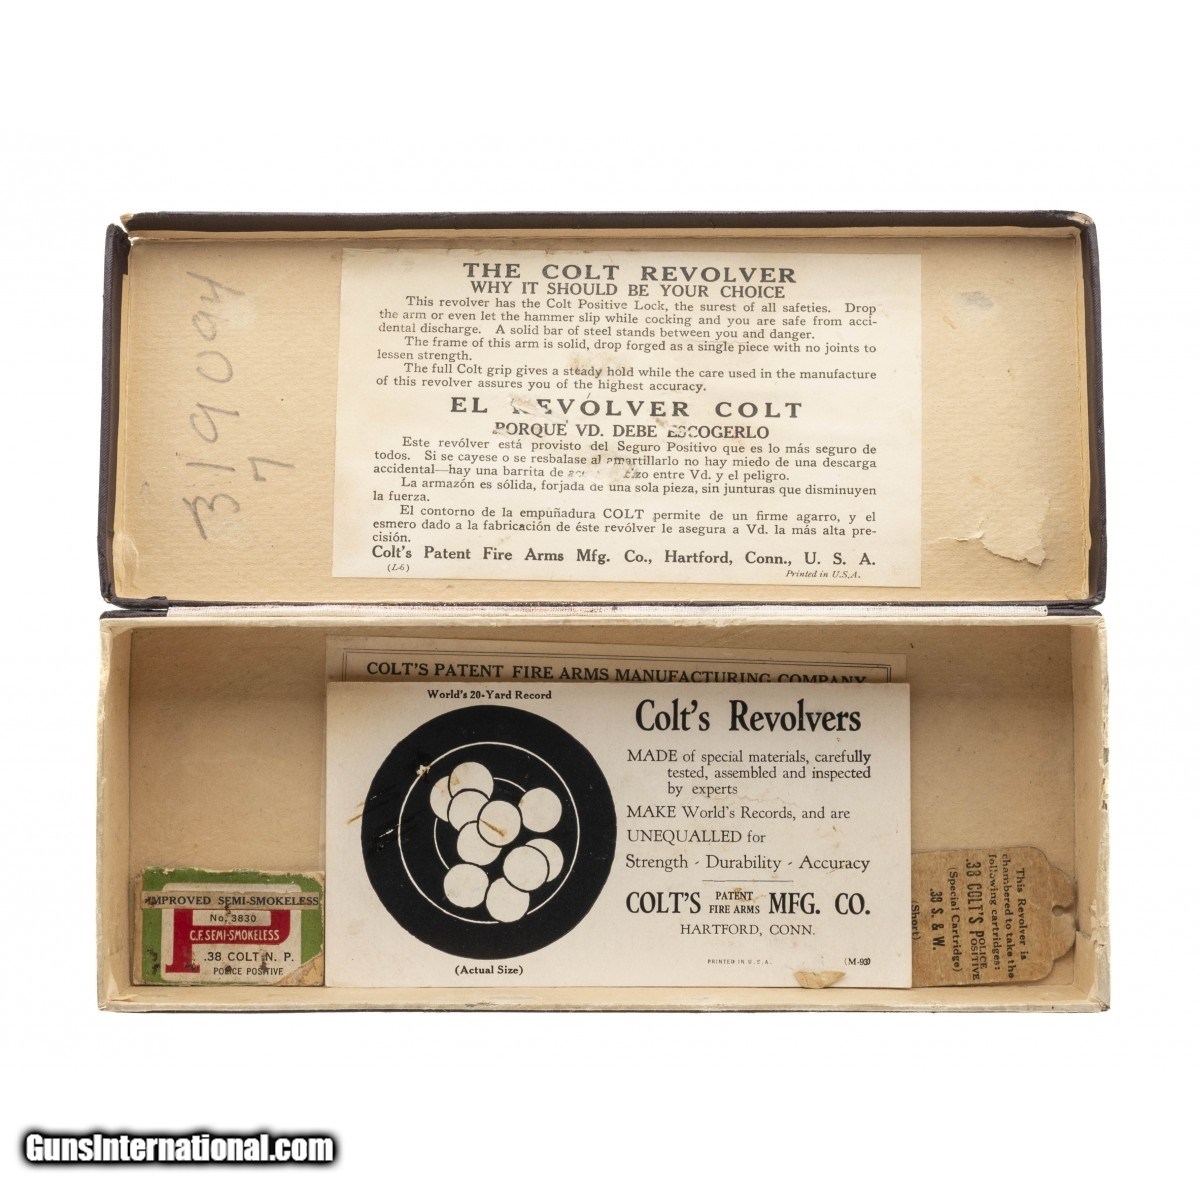 319094
7
THE COLT REVOLVER
WHY IT SHOULD BE YOUR CHOICE
This revolver has the Colt Positive Lock, the surest of all safeties. Drop
the arm or even let the hammer slip while cocking and you are safe from acci-
dental discharge. A solid bar of steel stands between you and danger.
The frame of this arm is solid, drop forged as a single piece with no joints to
lessen strength.
The full Colt grip gives a steady hold while the care used in the manufacture
of this revolver assures you of the highest accuracy.
EL REVÓLVER COLT
PORQUÉ VD. DEBE ESCOGERLO
Este revólver está provisto del Seguro Positivo que es lo más seguro de
todos. Si se cayese o se resbalase al amartillarlo no hay miedo de una descarga
accidental—hay una barrita de entre Vd. y el peligro.
La armazón es sólida, forjada de una sola pieza, sin junturas que disminuyen
la fuerza.
El contorno de la empuñadura COLT permite de un firme agarro, y el
esmero dado a la fabricación de éste revólver le asegura a Vd. la más alta pre-
cisión.
Colt's Patent Fire Arms Mfg. Co., Hartford, Conn., U. S. A.
(L-6)
Printed in U.S.A.
COLT'S PATENT FIRE ARMS MANUFACTURING COMPANY
World's 20-Yard Record
(Actual Size)
Colt's Revolvers
MADE of special materials, carefully
tested, assembled and inspected
by experts
MAKE World's Records, and are
UNEQUALLED for
Strength - Durability - Accuracy
COLT'S PATENT FIRE ARMS MFG. CO.
HARTFORD, CONN.
PRINTED IN U.S.A.
(M-93)
IMPROVED SEMI-SMOKELESS
No. 3830
C.F. SEMI-SMOKELESS
.38 COLT N. P.
POLICE POSITIVE
This Revolver is
chambered to take the
following cartridges:
.38 COLT'S POLICE POSITIVE
(Special Cartridge)
.38 S. & W.
(Short)
GunsInternational.com